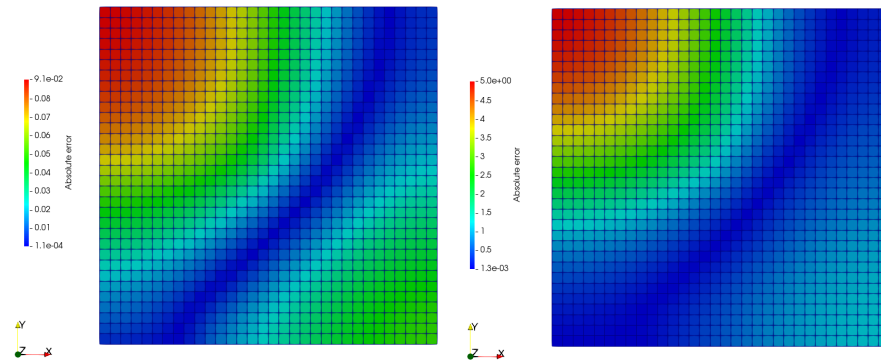 9.1e-02
0.08
0.07
0.06
0.05
0.04
0.03
0.02
0.01
1.1e-04
Absolute error
Y
Z
X
5.0e+00
4.5
4
3.5
3
2.5
2
1.5
1
0.5
1.3e-03
Absolute error
Y
Z
X